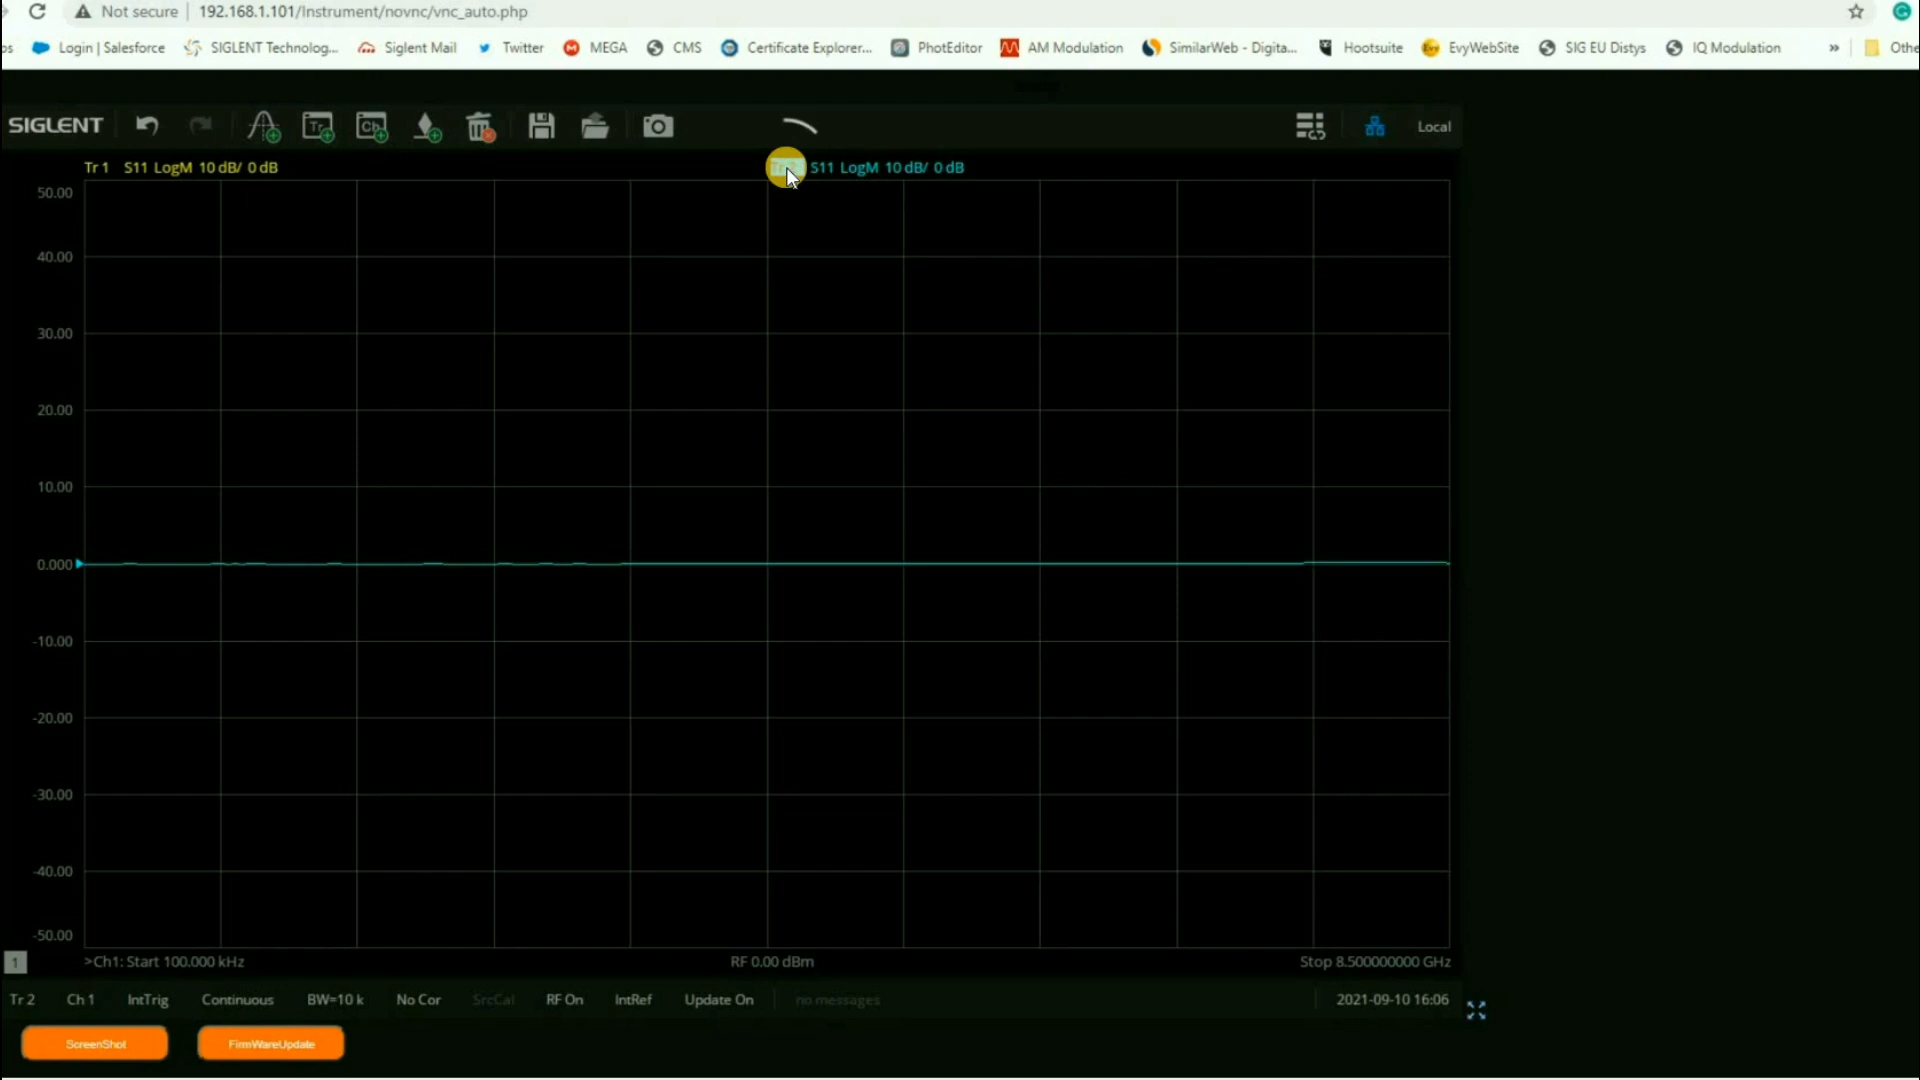 Not secure | 192.168.1.101/Instrument/novnc/vnc_auto.php
ps Login | Salesforce SIGLENT Technolog... Siglent Mail Twitter MEGA CMS Certificate Explorer... PhotEditor AM Modulation SimilarWeb - Digita... Hootsuite EvyWebSite SIG EU Distys IQ Modulation » Othe
SIGLENT Tr Ch Local
Tr 1 S11 LogM 10 dB/ 0 dB S11 LogM 10 dB/ 0 dB
50.00
40.00
30.00
20.00
10.00
0.000
-10.00
-20.00
-30.00
-40.00
-50.00
1 >Ch1: Start 100.000 kHz RF 0.00 dBm Stop 8.500000000 GHz
Tr 2 Ch 1 IntTrig Continuous BW=10 k No Cor SrcCal RF On IntRef Update On no messages 2021-09-10 16:06
ScreenShot FirmWareUpdate